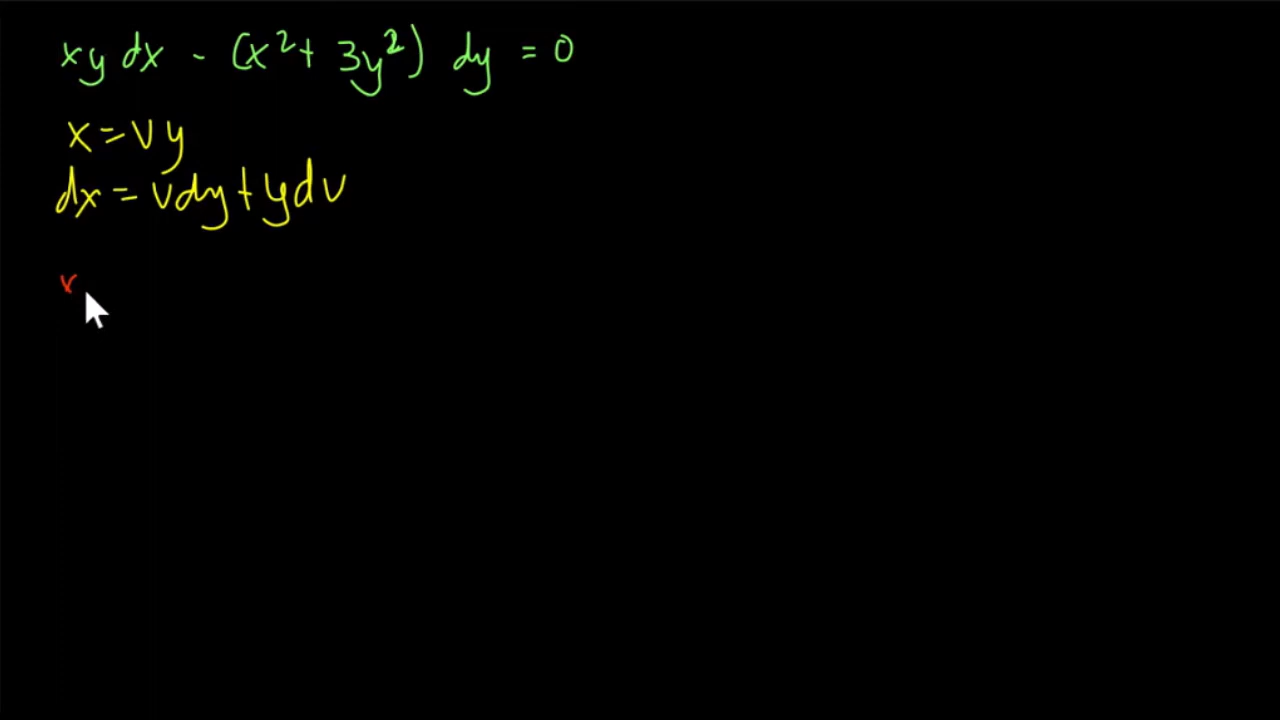 xy dx - (x²+ 3y²) dy = 0
x = vy
dx = vdy + ydv